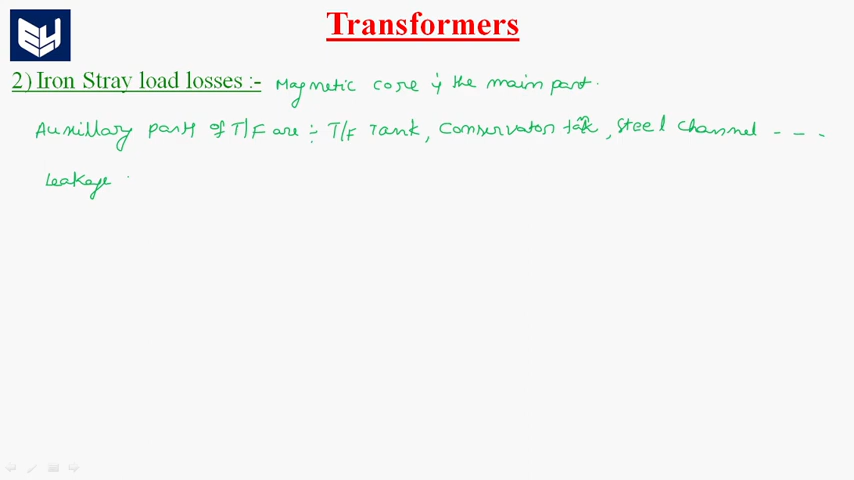 Transformers
2) Iron Stray load losses :- Magnetic core is the main part.
Auxillary parts of T/F are :- T/F Tank, Conservator tank, Steel Channel - - -
Leakage